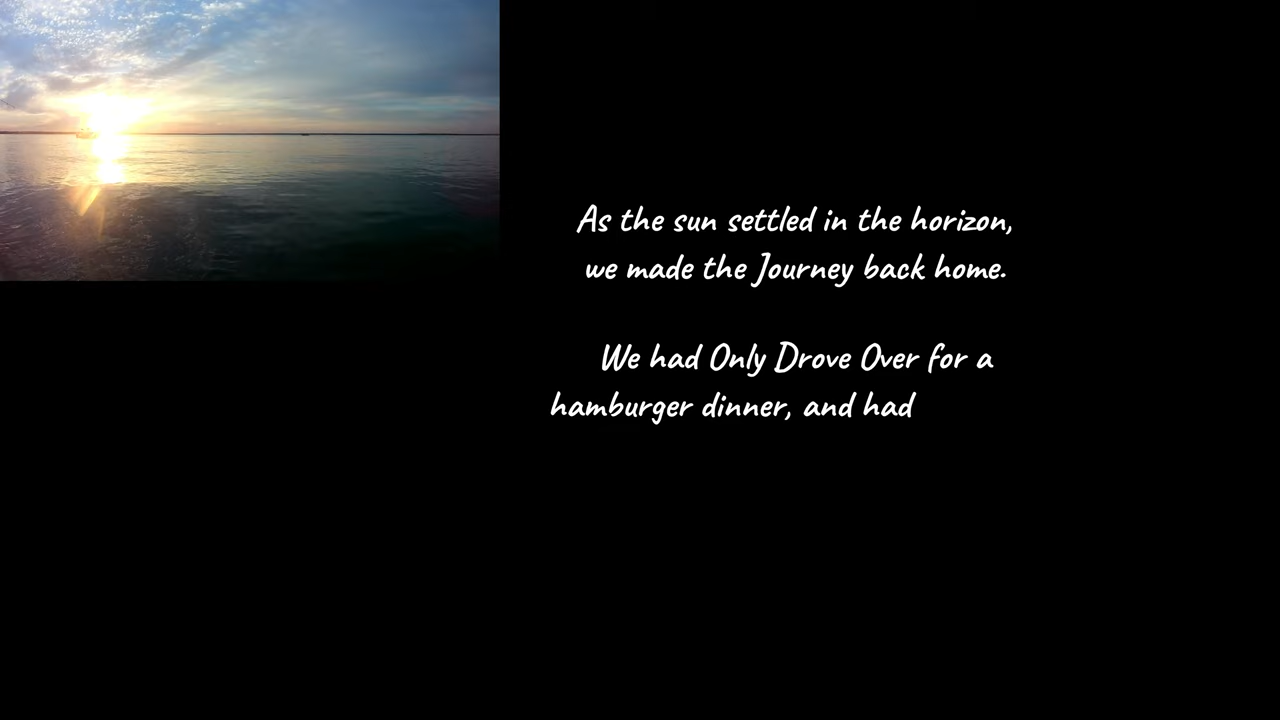 As the sun settled in the horizon,
we made the Journey back home.
We had Only Drove Over for a
hamburger dinner, and had